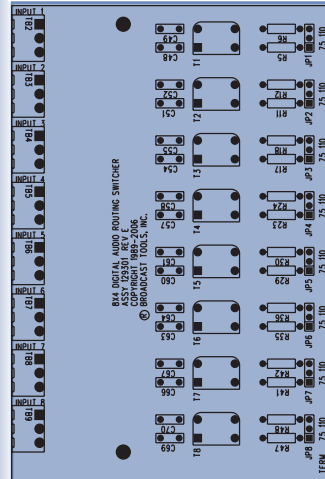 INPUT 1
TB2
C49
C48
T1
R6
R5
JP1
75 110
INPUT 2
TB3
C52
C51
T2
R12
R11
JP2
75 110
INPUT 3
TB4
C55
C54
T3
R18
R17
JP3
75 110
INPUT 4
TB5
C58
C57
T4
R24
R23
JP4
75 110
INPUT 5
TB6
C61
C60
T5
R30
R29
JP5
75 110
INPUT 6
TB7
C64
C63
T6
R36
R35
JP6
75 110
INPUT 7
TB8
C67
C66
T7
R42
R41
JP7
75 110
INPUT 8
TB9
C70
C69
T8
R48
R47
JP8
75 110
TERM
8X4 DIGITAL AUDIO ROUTING SWITCHER
COPYRIGHT 1989-2006
® BROADCAST TOOLS, INC.